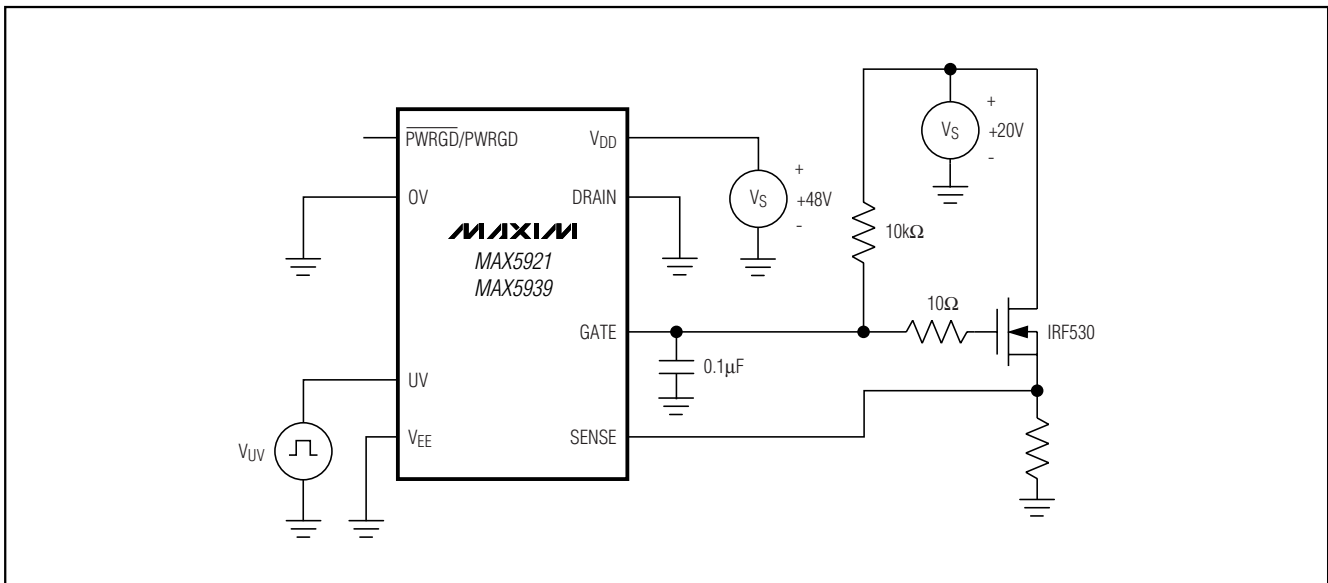 PWRGD/PWRGD
VDD
OV
DRAIN
MAXIM
MAX5921
MAX5939
GATE
UV
VEE
SENSE
VUV
VS
+
+48V
-
VS
+
+20V
-
10kΩ
10Ω
IRF530
0.1μF